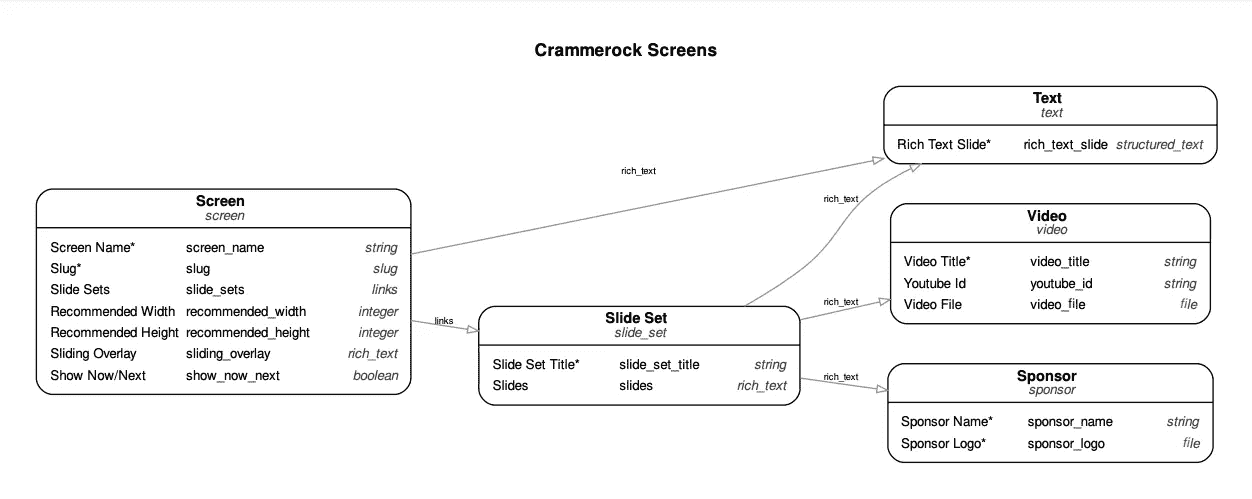 Crammerock Screens
Screen
screen
Screen Name* screen_name string
Slug* slug slug
Slide Sets slide_sets links
Recommended Width recommended_width integer
Recommended Height recommended_height integer
Sliding Overlay sliding_overlay rich_text
Show Now/Next show_now_next boolean
rich_text
links
Slide Set
slide_set
Slide Set Title* slide_set_title string
Slides slides rich_text
rich_text
rich_text
rich_text
Text
text
Rich Text Slide* rich_text_slide structured_text
Video
video
Video Title* video_title string
Youtube Id youtube_id string
Video File video_file file
Sponsor
sponsor
Sponsor Name* sponsor_name string
Sponsor Logo* sponsor_logo file